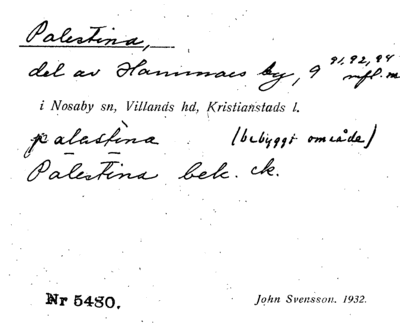 Palestina,
del av Hammars by, 9 91,92,94 mfl. m
i Nosaby sn, Villands hd, Kristianstads l.
palastina (bebyggt område)
Palestina bek. ck.
Nr 5480. John Svensson. 1932.